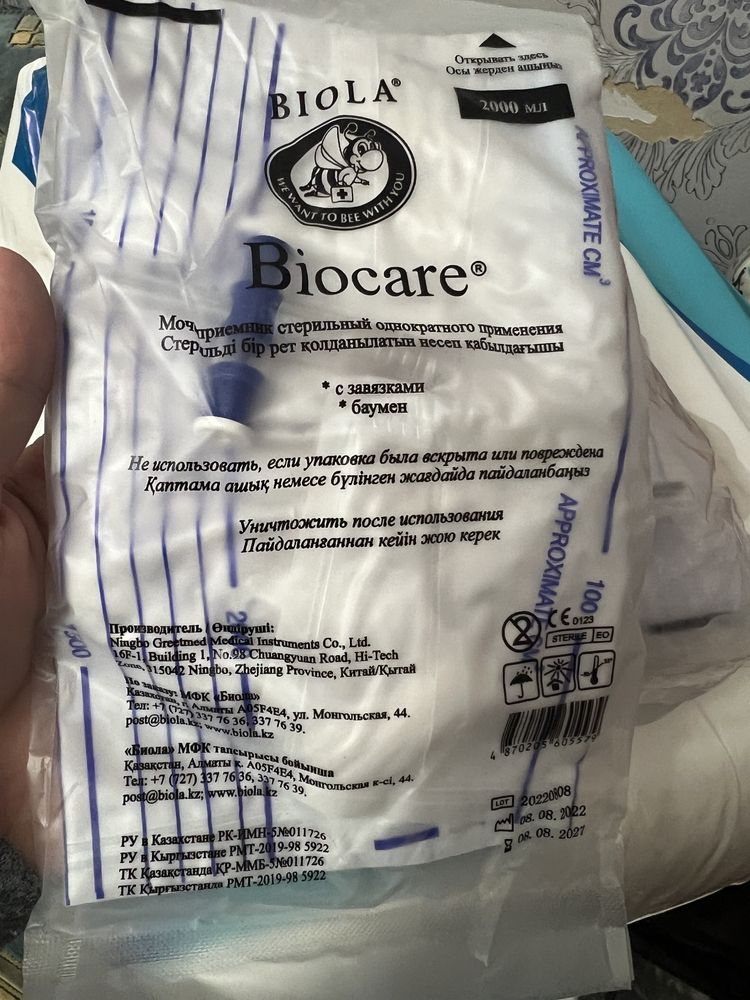 Открывать здесь
Осы жерден ашыңыз
2000 мл
BIOLA®
WE WANT TO BEE WITH YOU
Biocare®
Мочеприемник стерильный однократного применения
Стерильді бір рет қолданылатын несеп қабылдағышы
* с завязками
* баумен
Не использовать, если упаковка была вскрыта или повреждена
Қаптама ашық немесе бүлінген жағдайда пайдаланбаңыз
Уничтожить после использования
Пайдаланғаннан кейін жою керек
Производитель / Өндіруші:
Ningbo Greetmed Medical Instruments Co., Ltd.
16F-1, Building 1, No.98 Chuangyuan Road, Hi-Tech
Zone, 315042 Ningbo, Zhejiang Province, Китай/Қытай
По заказу: МФК «Биола»
Казахстан, г. Алматы A05F4E4, ул. Монгольская, 44.
Тел: +7 (727) 337 76 36, 337 76 39.
post@biola.kz; www.biola.kz
«Биола» МФК тапсырысы бойынша
Қазақстан, Алматы қ. A05F4E4, Монгольская к-сі, 44.
Тел: +7 (727) 337 76 36, 337 76 39.
post@biola.kz; www.biola.kz
РУ в Казахстане РК-ИМН-5№011726
РУ в Кыргызстане РМТ-2019-98 5922
ТК Қазақстанда ҚР-ММБ-5№011726
ТК Қырғызстанда РМТ-2019-98 5922
2
CE 0123
STERILE EO
4 870205 605579
LOT 20220808
08. 08. 2022
08. 08. 2027
APPROXIMATE CM³
APPROXIMAT
100
1500